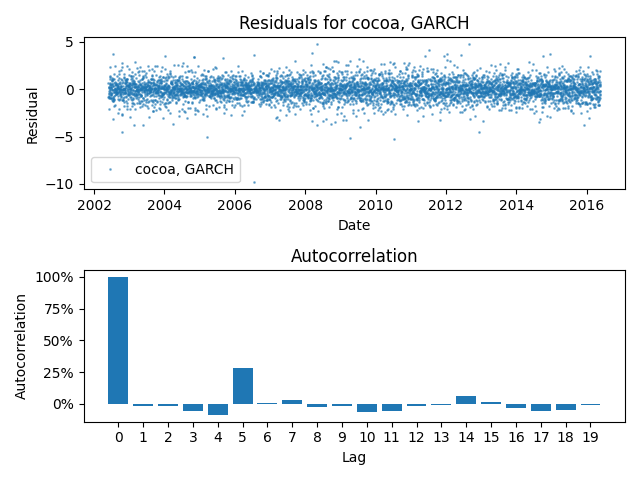 Residuals for cocoa, GARCH
Residual
5
0
−5
−10
cocoa, GARCH
2002 2004 2006 2008 2010 2012 2014 2016
Date
Autocorrelation
Autocorrelation
100%
75%
50%
25%
0%
0 1 2 3 4 5 6 7 8 9 10 11 12 13 14 15 16 17 18 19
Lag